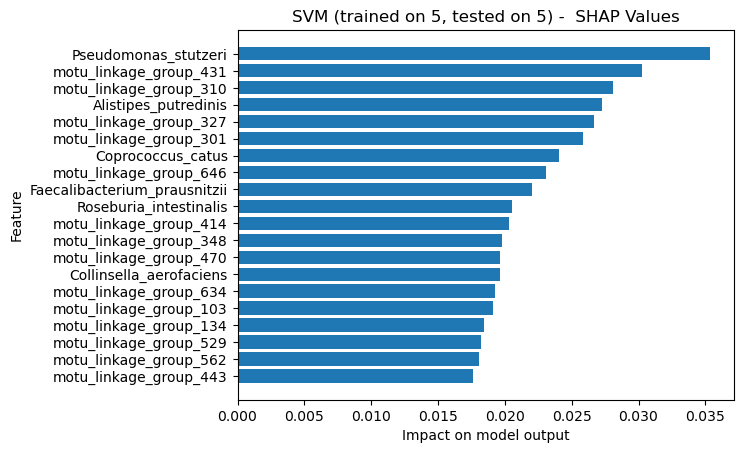 SVM (trained on 5, tested on 5) -  SHAP Values
Pseudomonas_stutzeri
motu_linkage_group_431
motu_linkage_group_310
Alistipes_putredinis
motu_linkage_group_327
motu_linkage_group_301
Coprococcus_catus
motu_linkage_group_646
Faecalibacterium_prausnitzii
Roseburia_intestinalis
motu_linkage_group_414
motu_linkage_group_348
motu_linkage_group_470
Collinsella_aerofaciens
motu_linkage_group_634
motu_linkage_group_103
motu_linkage_group_134
motu_linkage_group_529
motu_linkage_group_562
motu_linkage_group_443
Feature
0.000 0.005 0.010 0.015 0.020 0.025 0.030 0.035
Impact on model output